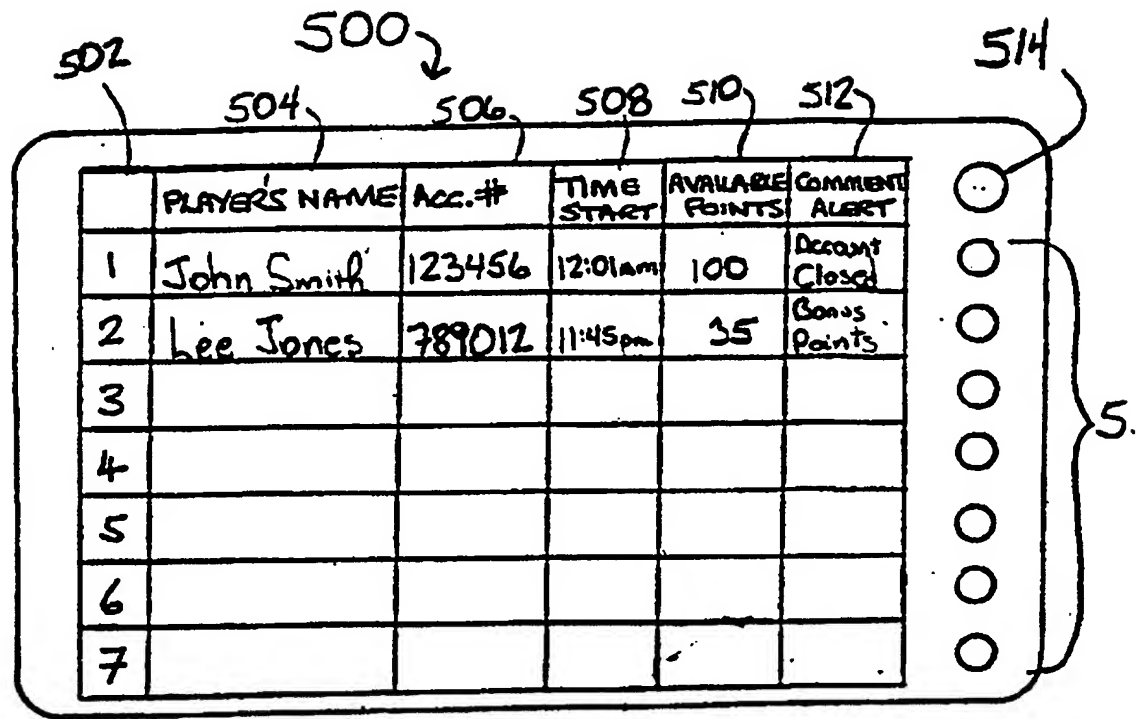 500
514
502
504
506
508
510
512
PLAYER'S NAME
ACC.#
TIME START
AVAILABLE POINTS
COMMENT ALERT
1 John Smith 123456 12:01am 100 Account Closed
2 Lee Jones 789012 11:45pm 35 Bonus Points
3
4
5
6
7
5.